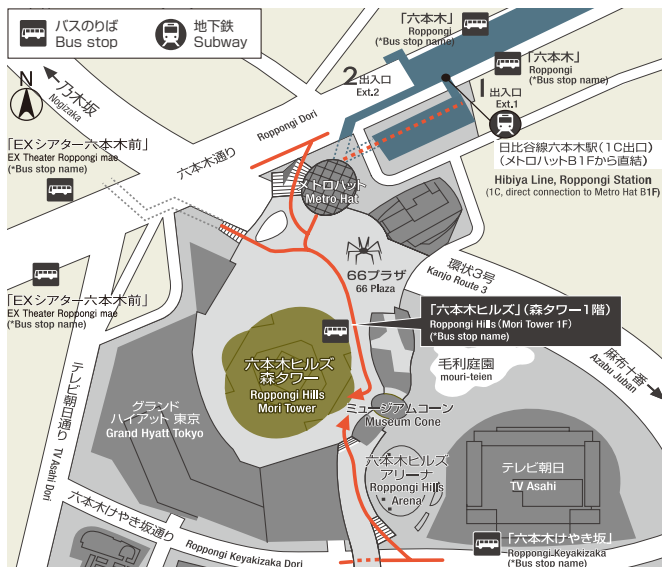 バスのりば
Bus stop
地下鉄
Subway
N
乃木坂
Nogizaka
「六本木」
Roppongi
(*Bus stop name)
「六本木」
Roppongi
(*Bus stop name)
2 出入口
Ext.2
1 出入口
Ext.1
Roppongi Dori
六本木通り
日比谷線六本木駅(1C出口)
(メトロハットB1Fから直結)
Hibiya Line, Roppongi Station
(1C, direct connection to Metro Hat B1F)
「EXシアター六本木前」
EX Theater Roppongi mae
(*Bus stop name)
メトロハット
Metro Hat
66プラザ
66 Plaza
環状3号
Kanjo Route 3
「EXシアター六本木前」
EX Theater Roppongi mae
(*Bus stop name)
「六本木ヒルズ」(森タワー1階)
Roppongi Hills (Mori Tower 1F)
(*Bus stop name)
麻布十番
Azabu Juban
毛利庭園
mouri-teien
六本木ヒルズ
森タワー
Roppongi Hills
Mori Tower
テレビ朝日通り
TV Asahi Dori
グランド
ハイアット 東京
Grand Hyatt Tokyo
ミュージアムコーン
Museum Cone
六本木ヒルズ
アリーナ
Roppongi Hills
Arena
テレビ朝日
TV Asahi
六本木けやき坂通り
Roppongi Keyakizaka Dori
「六本木けやき坂」
Roppongi Keyakizaka
(*Bus stop name)